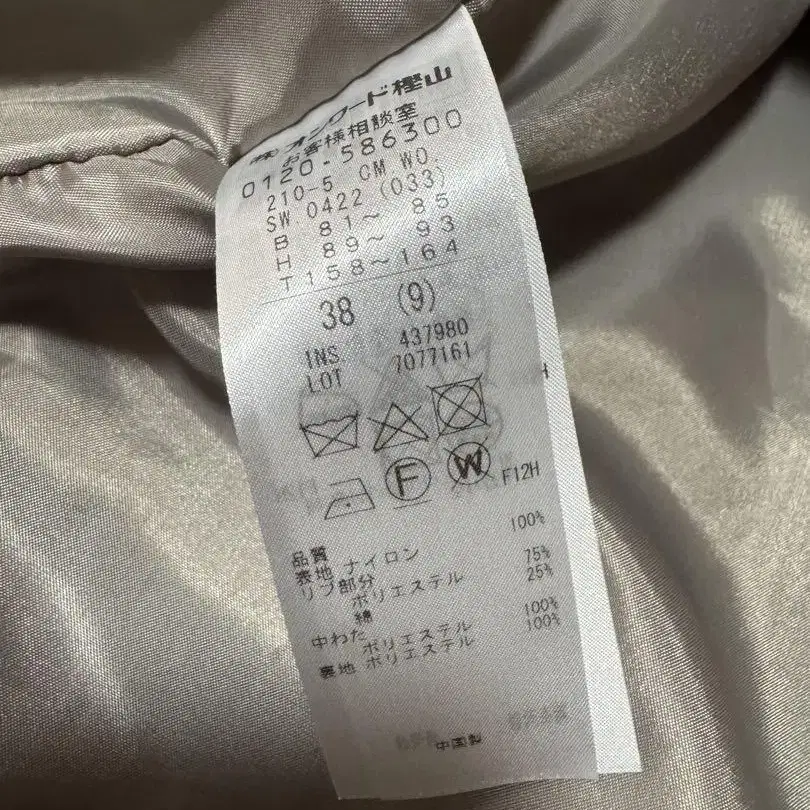 ㈱ オンワード樫山
お客様相談室
0120-586300
210-5 CM WO.
SW.0422 (033)
B 81～ 85
H 89～ 93
T158～164
38 (9)
INS. 437980
LOT 7077161
F W F12H
品質
表地 ナイロン 100%
リブ部分
ポリエステル 75%
綿 25%
中わた
ポリエステル 100%
裏地 ポリエステル 100%
中国製